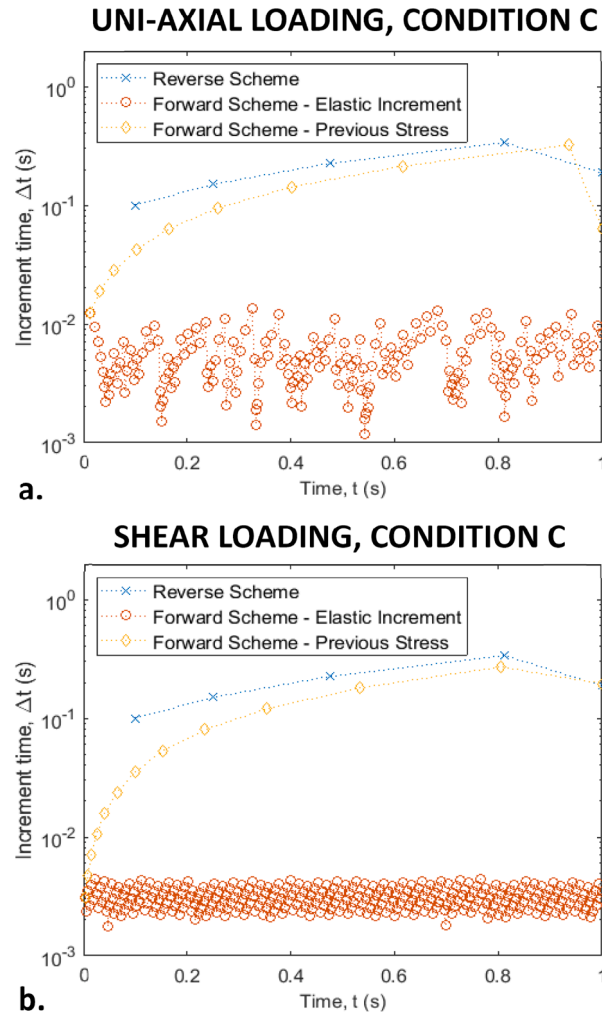 UNI-AXIAL LOADING, CONDITION C
Reverse Scheme
Forward Scheme - Elastic Increment
Forward Scheme - Previous Stress
Increment time, Δt (s)
10⁰
10⁻¹
10⁻²
10⁻³
0 0.2 0.4 0.6 0.8 1
Time, t (s)
a.
SHEAR LOADING, CONDITION C
Reverse Scheme
Forward Scheme - Elastic Increment
Forward Scheme - Previous Stress
Increment time, Δt (s)
10⁰
10⁻¹
10⁻²
10⁻³
0 0.2 0.4 0.6 0.8 1
Time, t (s)
b.